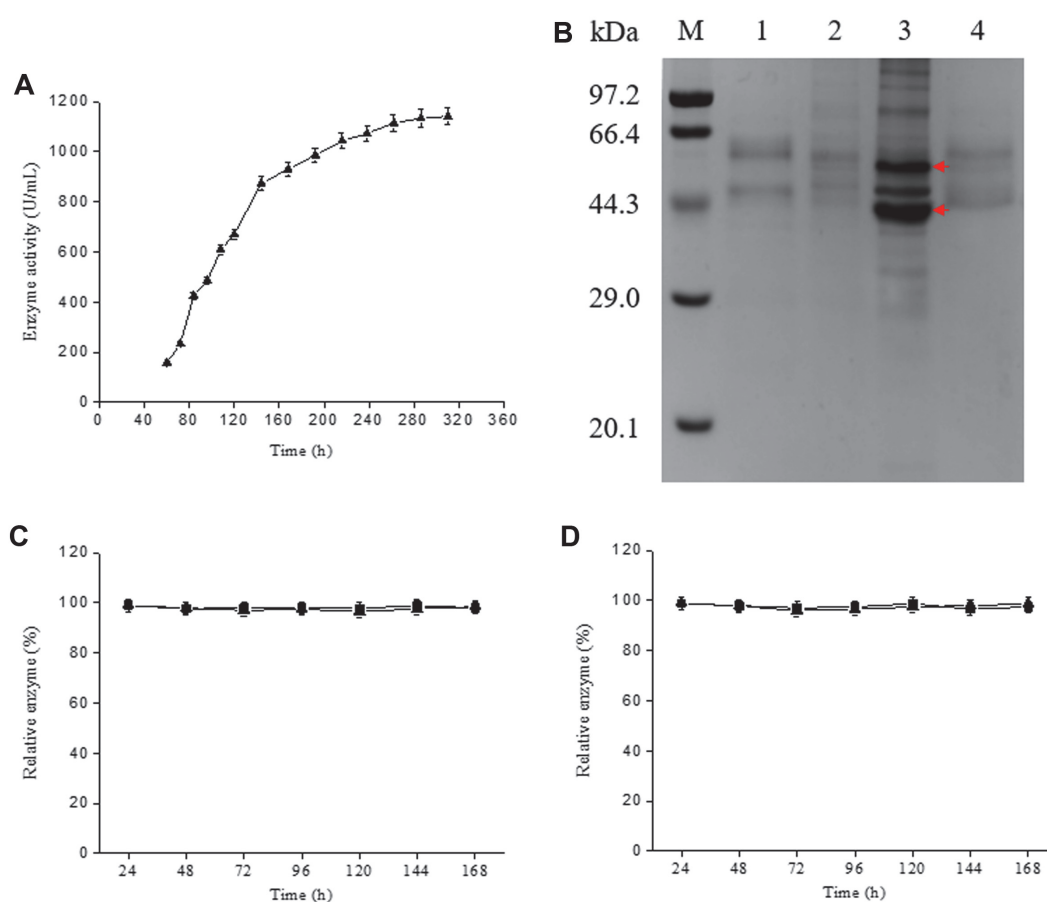 A
Enzyme activity (U/mL)
1200
1000
800
600
400
200
0
0 40 80 120 160 200 240 280 320 360
Time (h)
B kDa M 1 2 3 4
97.2
66.4
44.3
29.0
20.1
C
Relative enzyme (%)
120
100
80
60
40
20
0
24 48 72 96 120 144 168
Time (h)
D
Relative enzyme (%)
120
100
80
60
40
20
0
24 48 72 96 120 144 168
Time (h)